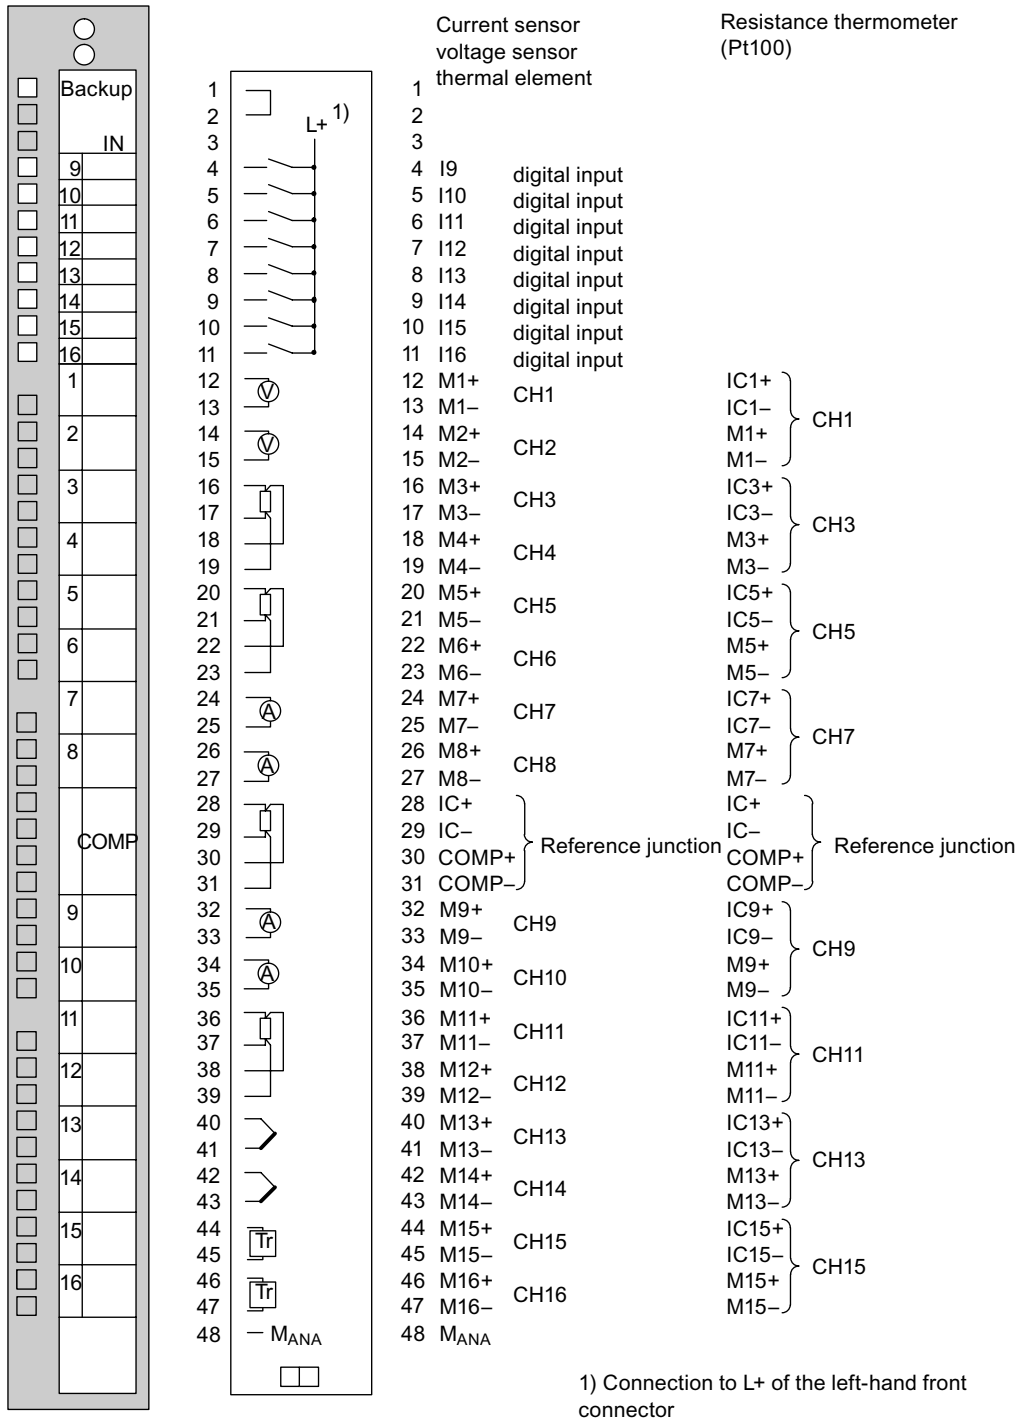 Current sensor
voltage sensor
thermal element
Resistance thermometer
(Pt100)
Backup
IN
9
10
11
12
13
14
15
16
1
2
3
4
5
6
7
8
COMP
9
10
11
12
13
14
15
16
L+ 1)
1 1
2 2
3 3
4 4 I9 digital input
5 5 I10 digital input
6 6 I11 digital input
7 7 I12 digital input
8 8 I13 digital input
9 9 I14 digital input
10 10 I15 digital input
11 11 I16 digital input
12 V 12 M1+ CH1 IC1+ CH1
13 13 M1– IC1–
14 V 14 M2+ CH2 M1+
15 15 M2– M1–
16 16 M3+ CH3 IC3+ CH3
17 17 M3– IC3–
18 18 M4+ CH4 M3+
19 19 M4– M3–
20 20 M5+ CH5 IC5+ CH5
21 21 M5– IC5–
22 22 M6+ CH6 M5+
23 23 M6– M5–
24 A 24 M7+ CH7 IC7+ CH7
25 25 M7– IC7–
26 A 26 M8+ CH8 M7+
27 27 M8– M7–
28 28 IC+ Reference junction IC+ Reference junction
29 29 IC– IC–
30 30 COMP+ COMP+
31 31 COMP– COMP–
32 A 32 M9+ CH9 IC9+ CH9
33 33 M9– IC9–
34 A 34 M10+ CH10 M9+
35 35 M10– M9–
36 36 M11+ CH11 IC11+ CH11
37 37 M11– IC11–
38 38 M12+ CH12 M11+
39 39 M12– M11–
40 40 M13+ CH13 IC13+ CH13
41 41 M13– IC13–
42 42 M14+ CH14 M13+
43 43 M14– M13–
44 Tr 44 M15+ CH15 IC15+ CH15
45 45 M15– IC15–
46 Tr 46 M16+ CH16 M15+
47 47 M16– M15–
48 MANA 48 MANA
1) Connection to L+ of the left-hand front
connector